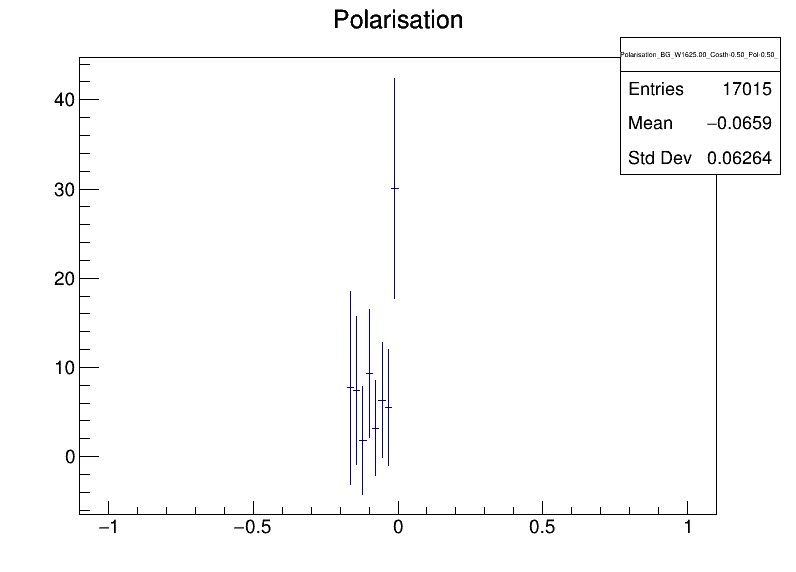 Polarisation
Polarisation_BG_W1625.00_Costh-0.50_Pol-0.50_
Entries 17015
Mean −0.0659
Std Dev 0.06264
40
30
20
10
0
−1 −0.5 0 0.5 1